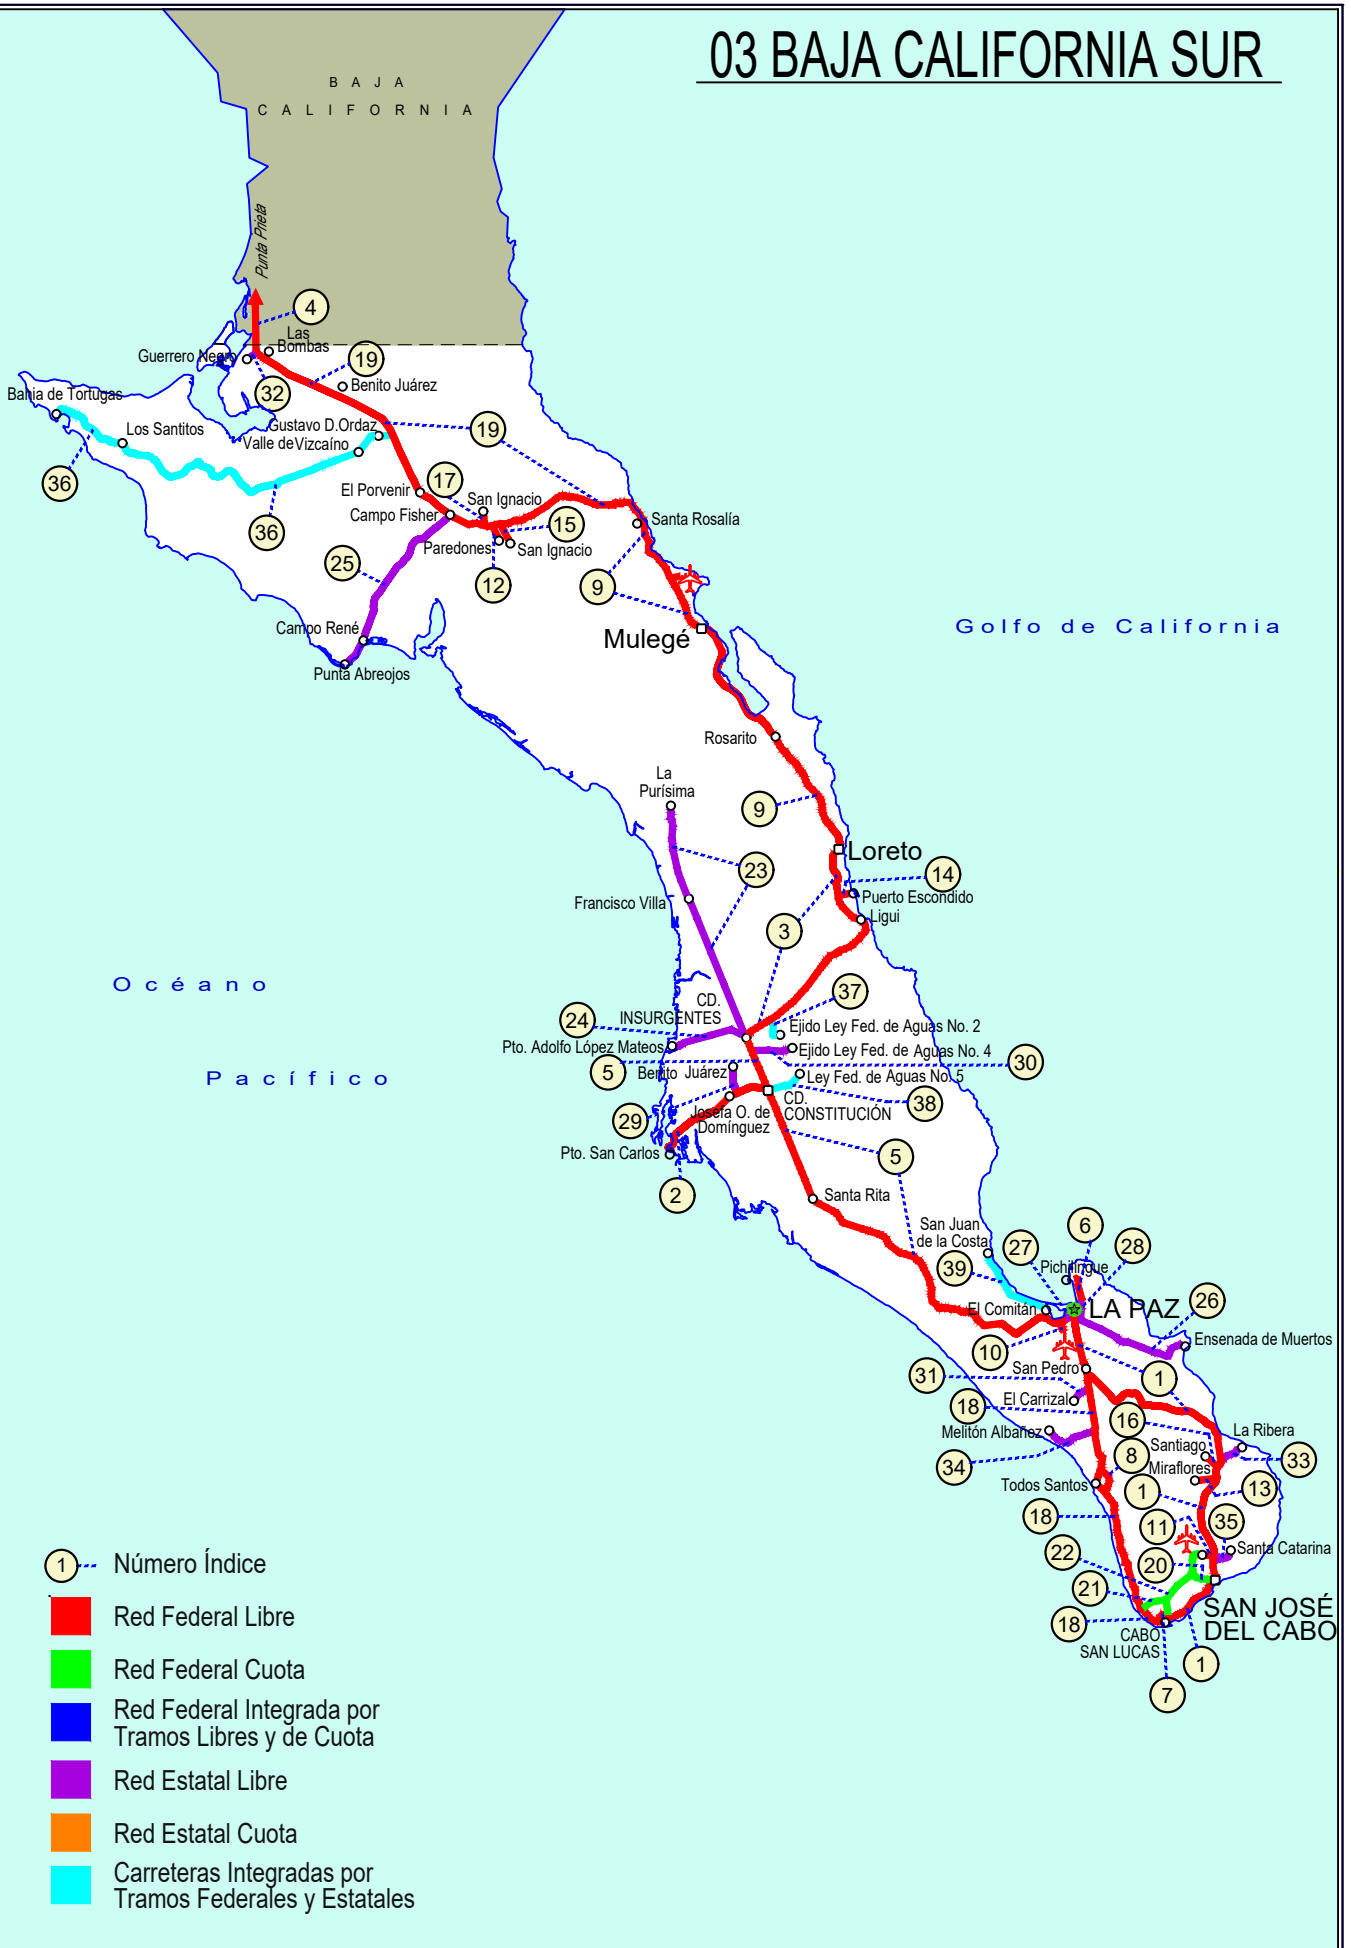 03 BAJA CALIFORNIA SUR
BAJA
CALIFORNIA
Punta Prieta
4
Las
Bombas
Guerrero Negro
19
32
Benito Juárez
Bahia de Tortugas
Los Santitos
Gustavo D.Ordaz
Valle de Vizcaíno
19
36
36
El Porvenir
17
San Ignacio
Campo Fisher
15
Santa Rosalía
Paredones
San Ignacio
25
12
9
Campo René
Mulegé
Golfo de California
Punta Abreojos
Rosarito
La
Purísima
9
Loreto
23
14
Francisco Villa
Puerto Escondido
3
Ligui
Océano
37
CD.
INSURGENTES
24
Ejido Ley Fed. de Aguas No. 2
Pto. Adolfo López Mateos
Ejido Ley Fed. de Aguas No. 4
30
5
Benito Juárez
Ley Fed. de Aguas No. 5
Pacífico
CD.
CONSTITUCIÓN
38
29
Josefa O. de
Domínguez
Pto. San Carlos
5
2
Santa Rita
San Juan
de la Costa
6
27
28
39
Pichilingue
El Comitán
LA PAZ
26
Ensenada de Muertos
10
San Pedro
31
1
El Carrizal
18
16
Melitón Albañez
La Ribera
Santiago
8
34
33
Miraflores
Todos Santos
1
13
18
11
35
Santa Catarina
22
20
21
SAN JOSÉ
DEL CABO
18
CABO
SAN LUCAS
1
7
1
Número Índice
Red Federal Libre
Red Federal Cuota
Red Federal Integrada por
Tramos Libres y de Cuota
Red Estatal Libre
Red Estatal Cuota
Carreteras Integradas por
Tramos Federales y Estatales